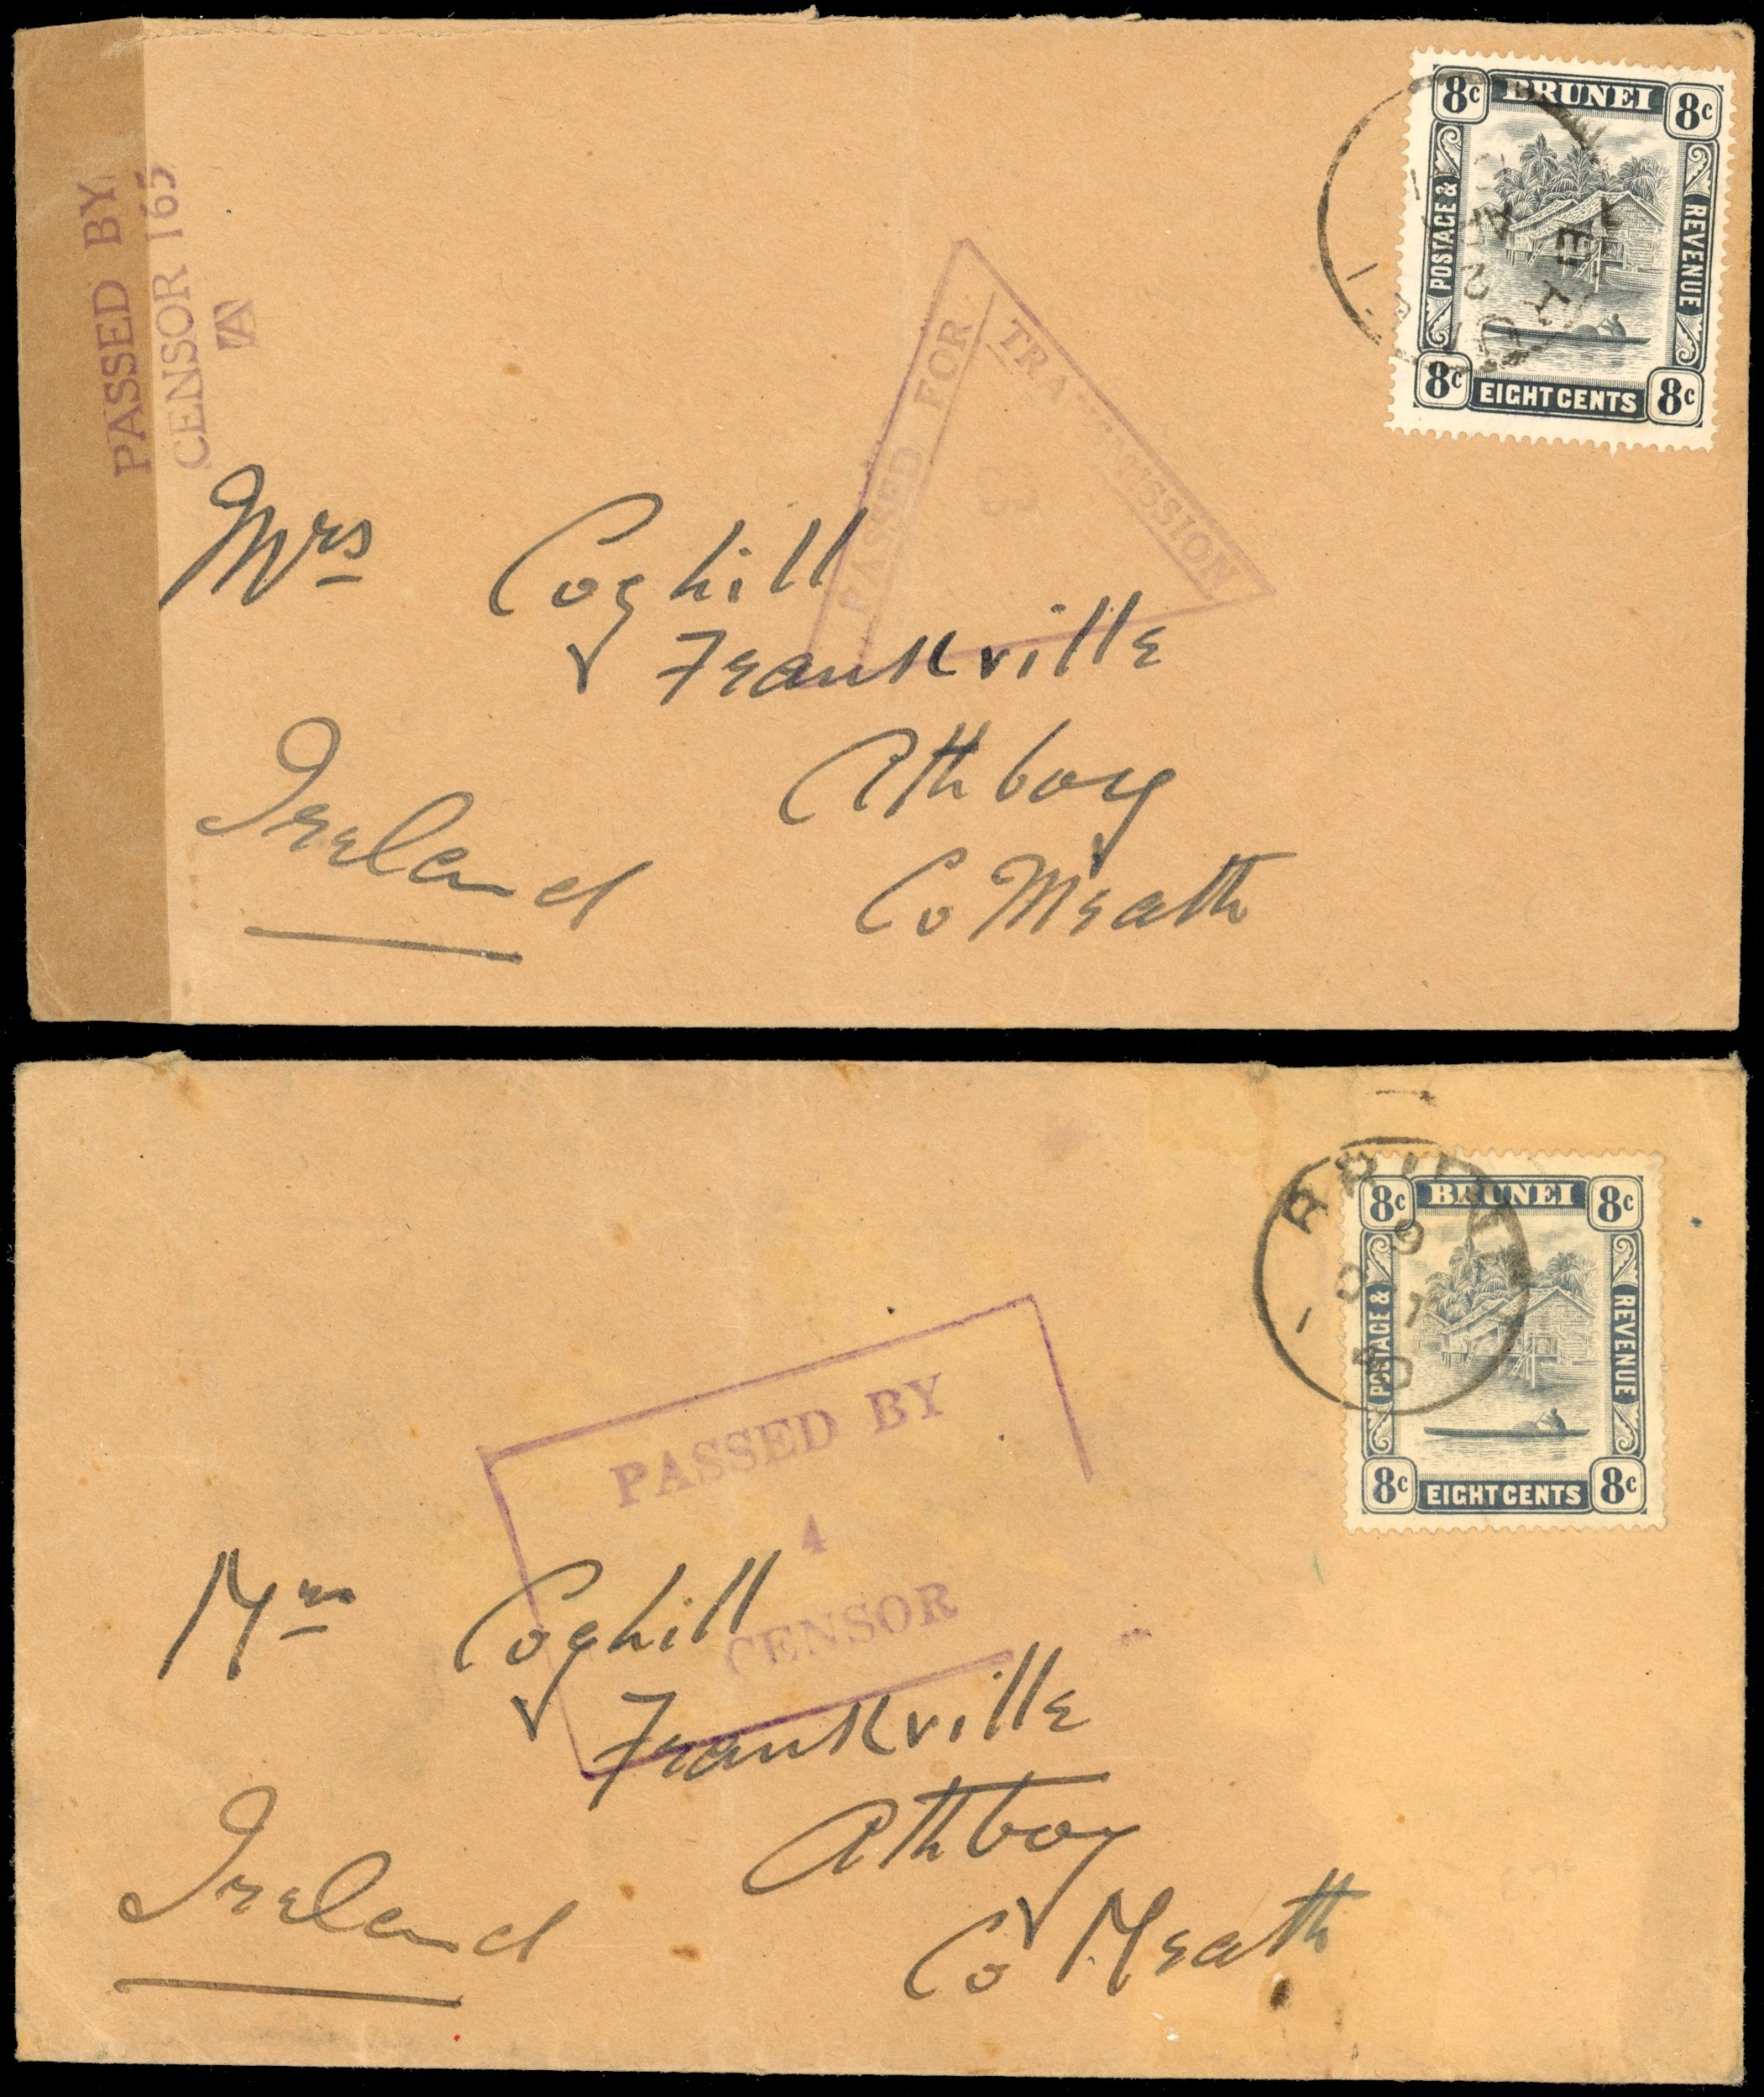 8c BRUNEI 8c
POSTAGE &
REVENUE
8c EIGHT CENTS 8c
PASSED BY
CENSOR 165
A
PASSED FOR
TRANSMISSION
Mrs Coghill
Frankville
Athboy
Co Meath
Ireland
8c BRUNEI 8c
POSTAGE &
REVENUE
8c EIGHT CENTS 8c
PASSED BY
4
CENSOR
Mrs Coghill
Frankville
Athboy
Co Meath
Ireland